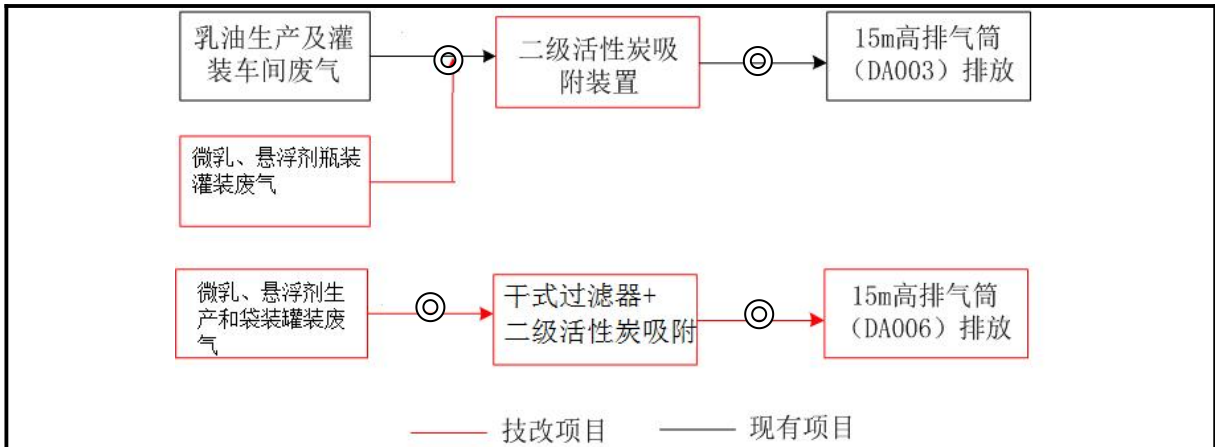 乳油生产及灌
装车间废气
二级活性炭吸
附装置
15m高排气筒
（DA003）排放
微乳、悬浮剂瓶装
灌装废气
微乳、悬浮剂生
产和袋装罐装废
气
干式过滤器+
二级活性炭吸附
15m高排气筒
（DA006）排放
技改项目
现有项目